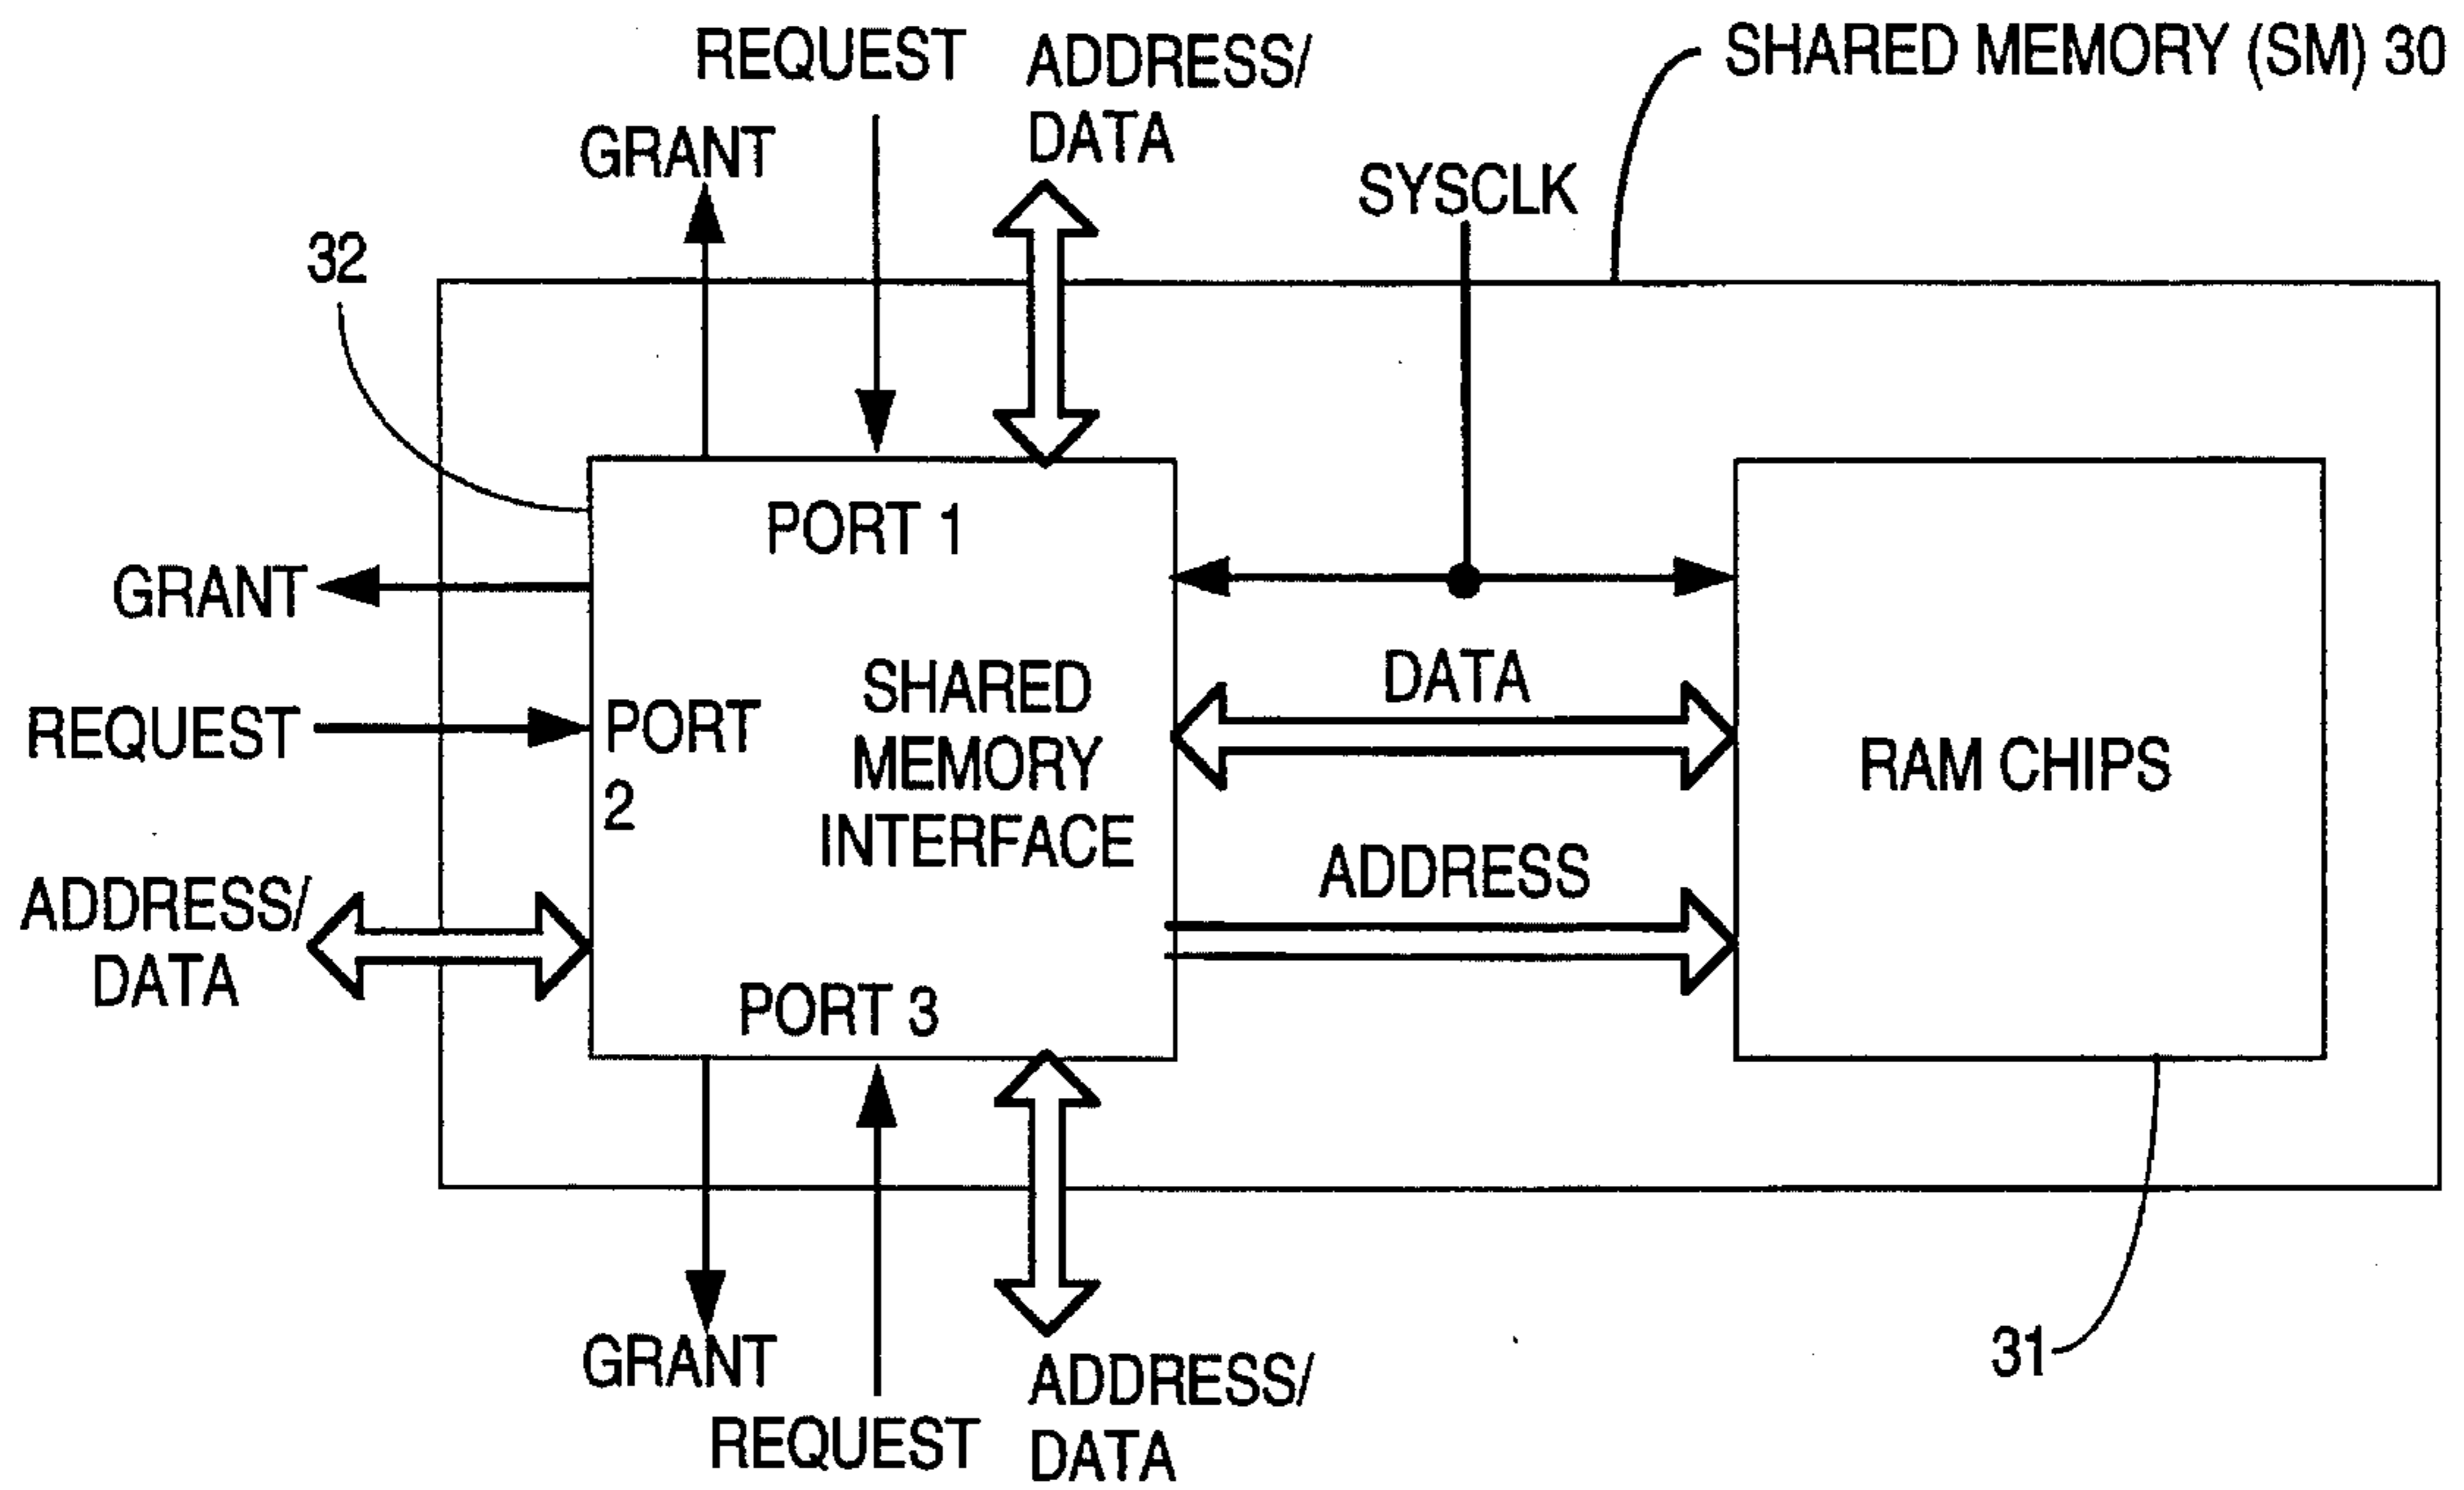 REQUEST
ADDRESS/
DATA
SHARED MEMORY (SM) 30
GRANT
SYSCLK
32
PORT 1
GRANT
REQUEST
PORT
2
SHARED
MEMORY
INTERFACE
DATA
RAM CHIPS
ADDRESS
ADDRESS/
DATA
PORT 3
GRANT
REQUEST
ADDRESS/
DATA
31